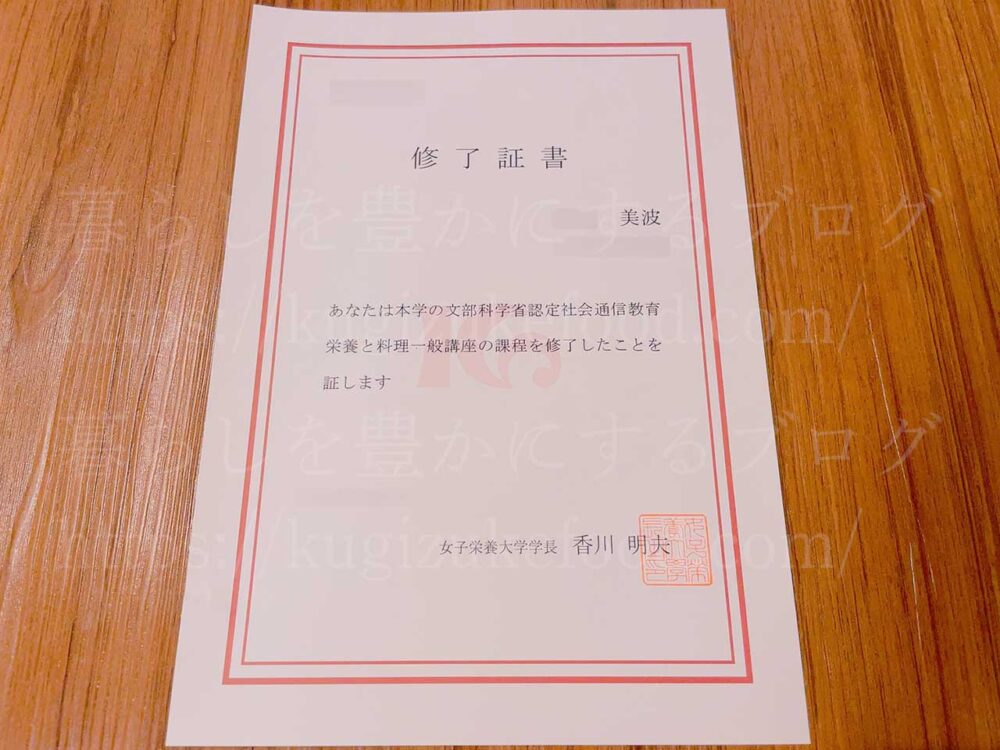 修了証書
美波
あなたは本学の文部科学省認定社会通信教育
栄養と料理一般講座の課程を修了したことを
証します
女子栄養大学学長 香川 明夫
暮らしを豊かにするブログ
https://kugizakefood.com/
暮らしを豊かにするブログ
https://kugizakefood.com/